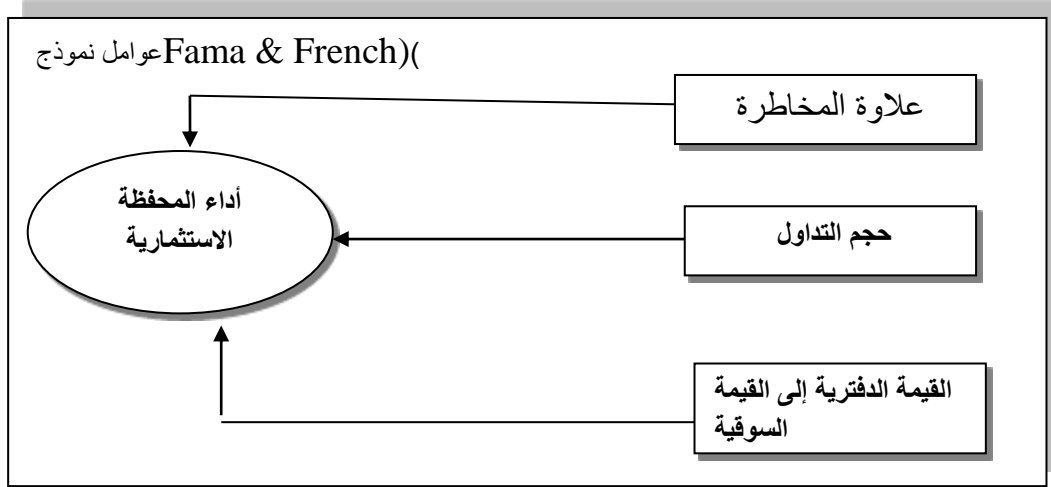 عوامل نموذج Fama & French)(
علاوة المخاطرة
أداء المحفظة
الاستثمارية
حجم التداول
القيمة الدفترية إلى القيمة
السوقية